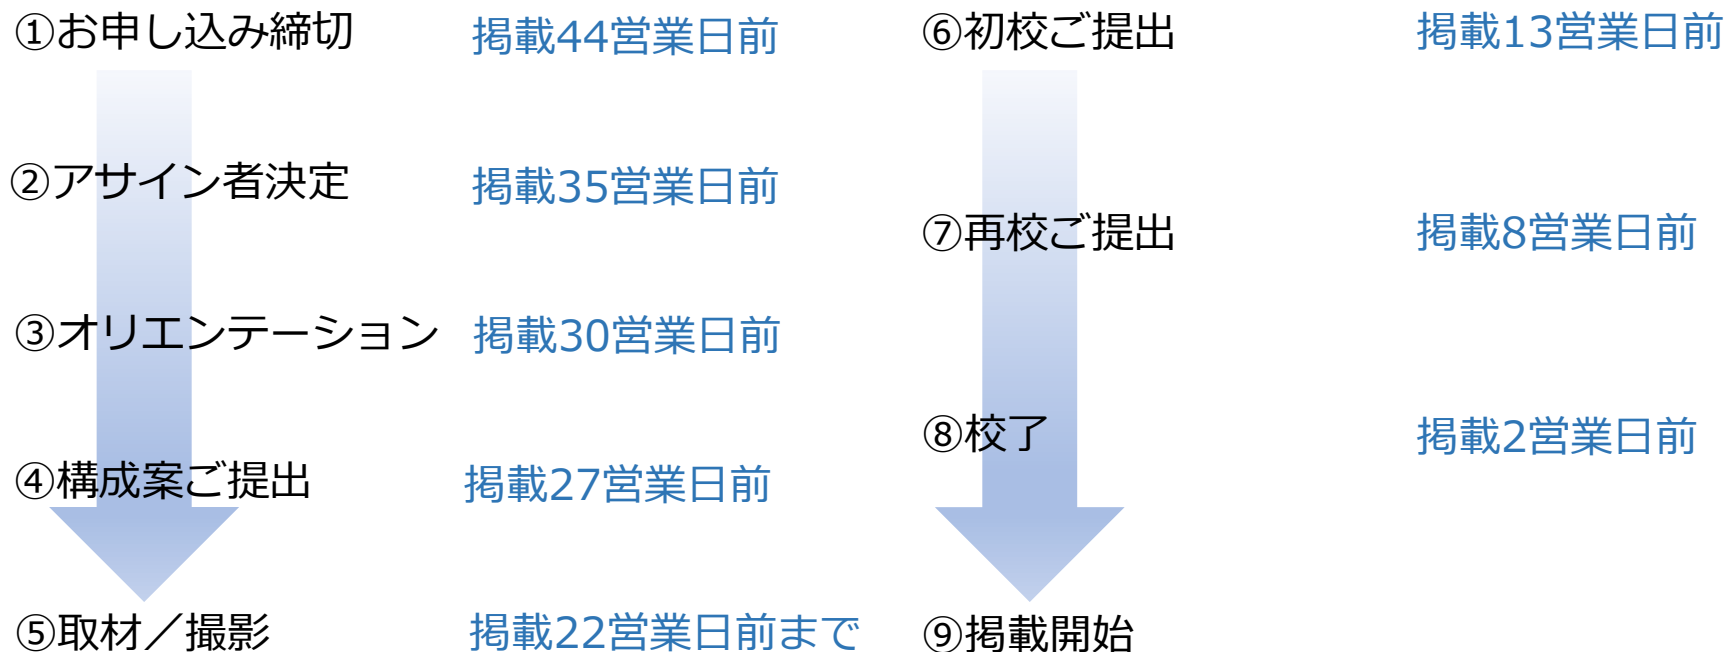 ①お申し込み締切 掲載44営業日前
②アサイン者決定 掲載35営業日前
③オリエンテーション 掲載30営業日前
④構成案ご提出 掲載27営業日前
⑤取材／撮影 掲載22営業日前まで
⑥初校ご提出 掲載13営業日前
⑦再校ご提出 掲載8営業日前
⑧校了 掲載2営業日前
⑨掲載開始